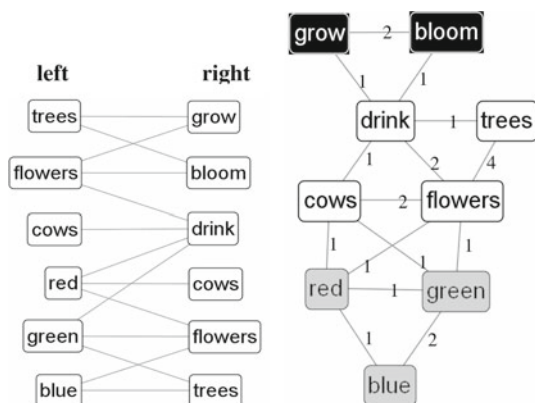 left right
trees grow
flowers bloom
cows drink
red cows
green flowers
blue trees
grow 2 bloom
1 1
drink 1 trees
1 2 4
cows 2 flowers
1 1 1 1
red 1 green
1 2
blue